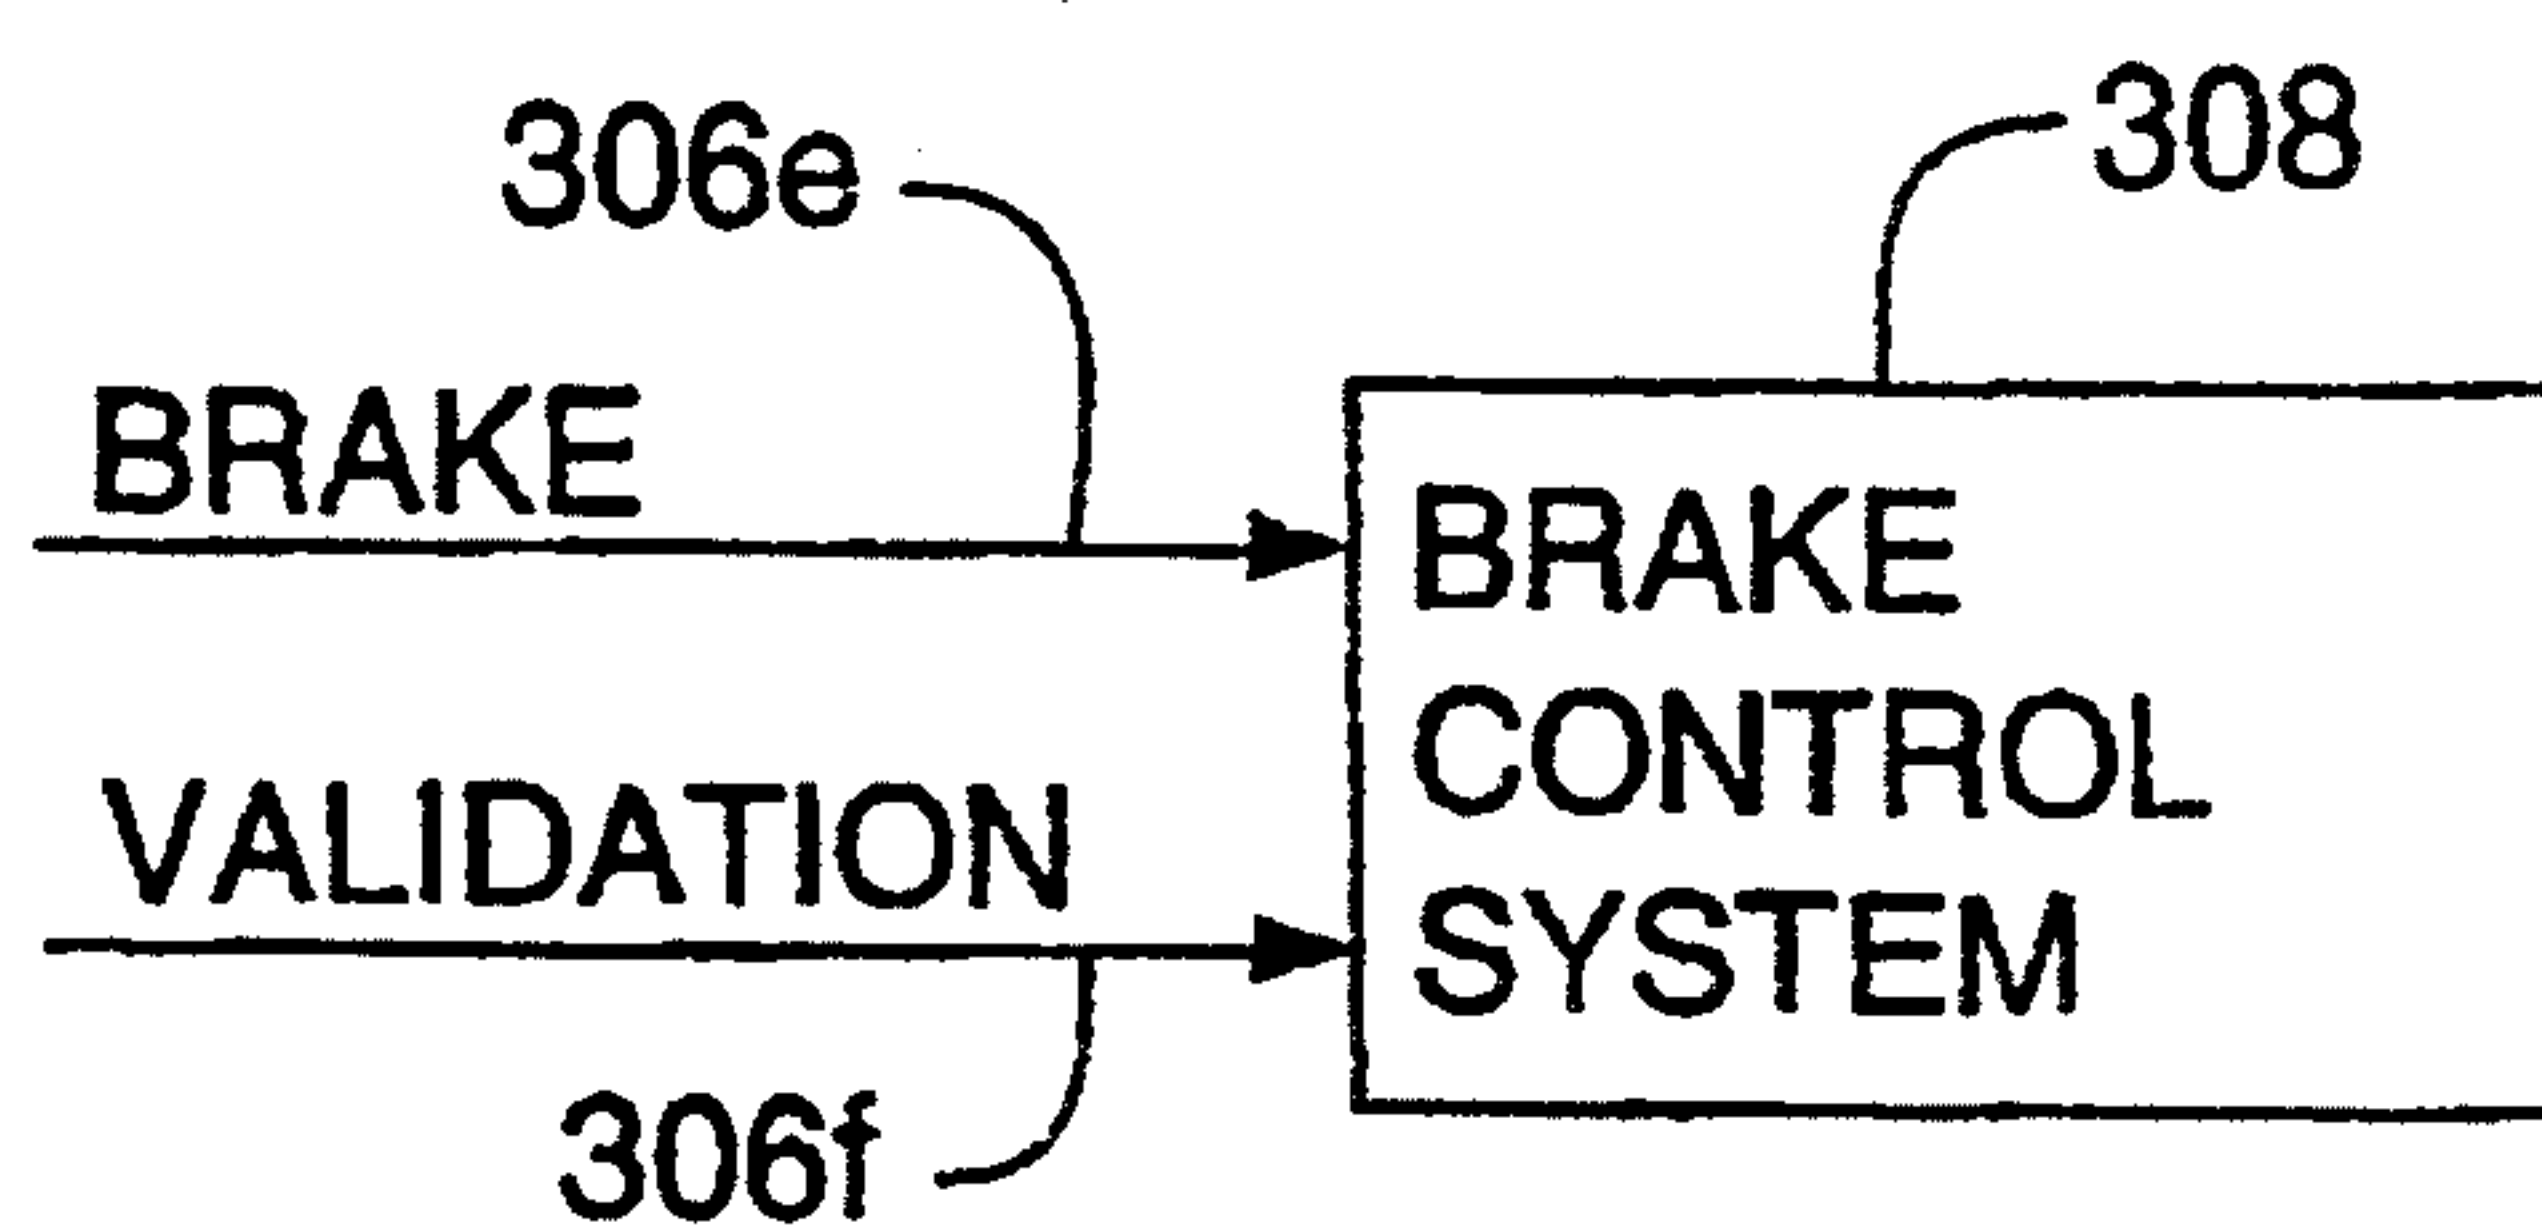 306e
308
BRAKE
BRAKE
CONTROL
SYSTEM
VALIDATION
306f